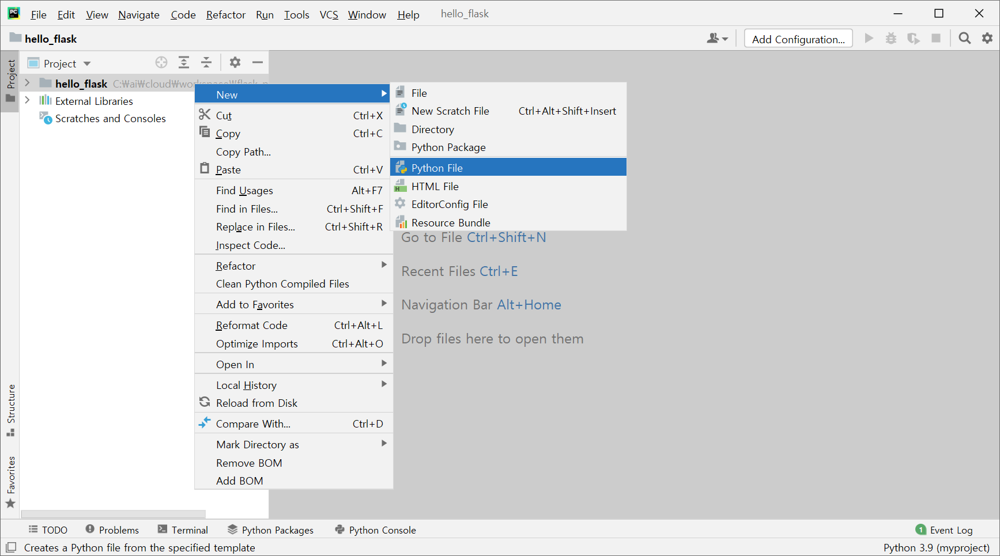 File Edit View Navigate Code Refactor Run Tools VCS Window Help hello_flask
hello_flask
Add Configuration...
Project
Project
hello_flask C:₩ai₩cloud₩workspace₩flask
External Libraries
Scratches and Consoles
New
Cut Ctrl+X
Copy Ctrl+C
Copy Path...
Paste Ctrl+V
Find Usages Alt+F7
Find in Files... Ctrl+Shift+F
Replace in Files... Ctrl+Shift+R
Inspect Code...
Refactor
Clean Python Compiled Files
Add to Favorites
Reformat Code Ctrl+Alt+L
Optimize Imports Ctrl+Alt+O
Open In
Local History
Reload from Disk
Compare With... Ctrl+D
Mark Directory as
Remove BOM
Add BOM
File
New Scratch File Ctrl+Alt+Shift+Insert
Directory
Python Package
Python File
HTML File
EditorConfig File
Resource Bundle
Go to File Ctrl+Shift+N
Recent Files Ctrl+E
Navigation Bar Alt+Home
Drop files here to open them
Structure
Favorites
TODO Problems Terminal Python Packages Python Console 1 Event Log
Creates a Python file from the specified template Python 3.9 (myproject)